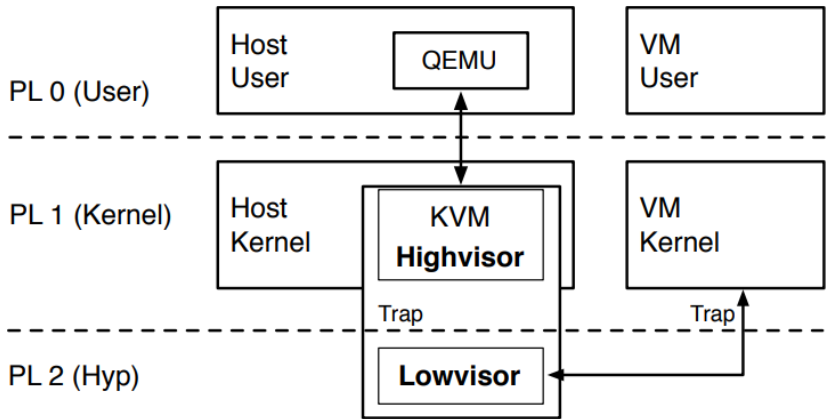 PL 0 (User)
Host
User
QEMU
VM
User
PL 1 (Kernel)
Host
Kernel
KVM
Highvisor
VM
Kernel
Trap
Trap
PL 2 (Hyp)
Lowvisor